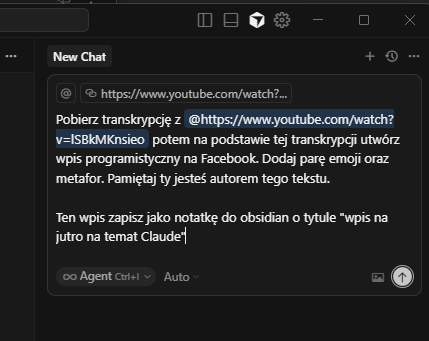 New Chat
@ https://www.youtube.com/watch?...
Pobierz transkrypcję z @https://www.youtube.com/watch?
v=lSBkMKnsieo potem na podstawie tej transkrypcji utwórz
wpis programistyczny na Facebook. Dodaj parę emoji oraz
metafor. Pamiętaj ty jesteś autorem tego tekstu.
Ten wpis zapisz jako notatkę do obsidian o tytule "wpis na
jutro na temat Claude"
Agent Ctrl+I Auto